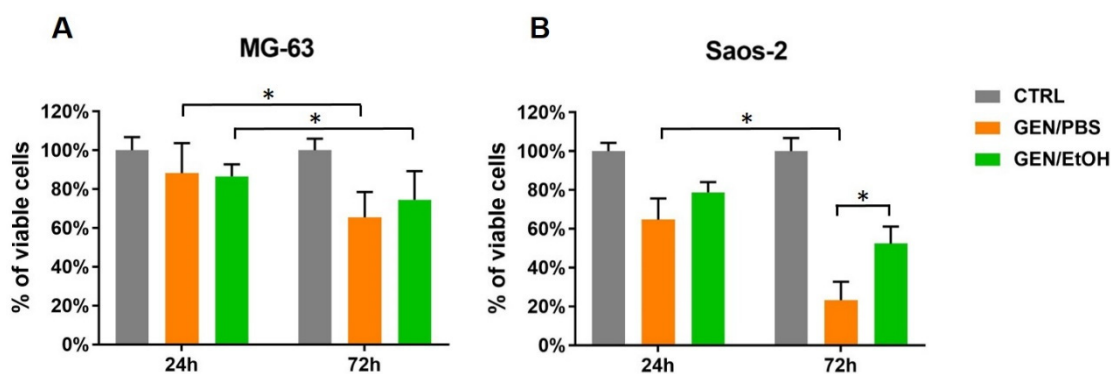 A
MG-63
*
*
120%
100%
80%
60%
40%
20%
0%
% of viable cells
24h
72h
B
Saos-2
*
*
120%
100%
80%
60%
40%
20%
0%
% of viable cells
24h
72h
CTRL
GEN/PBS
GEN/EtOH